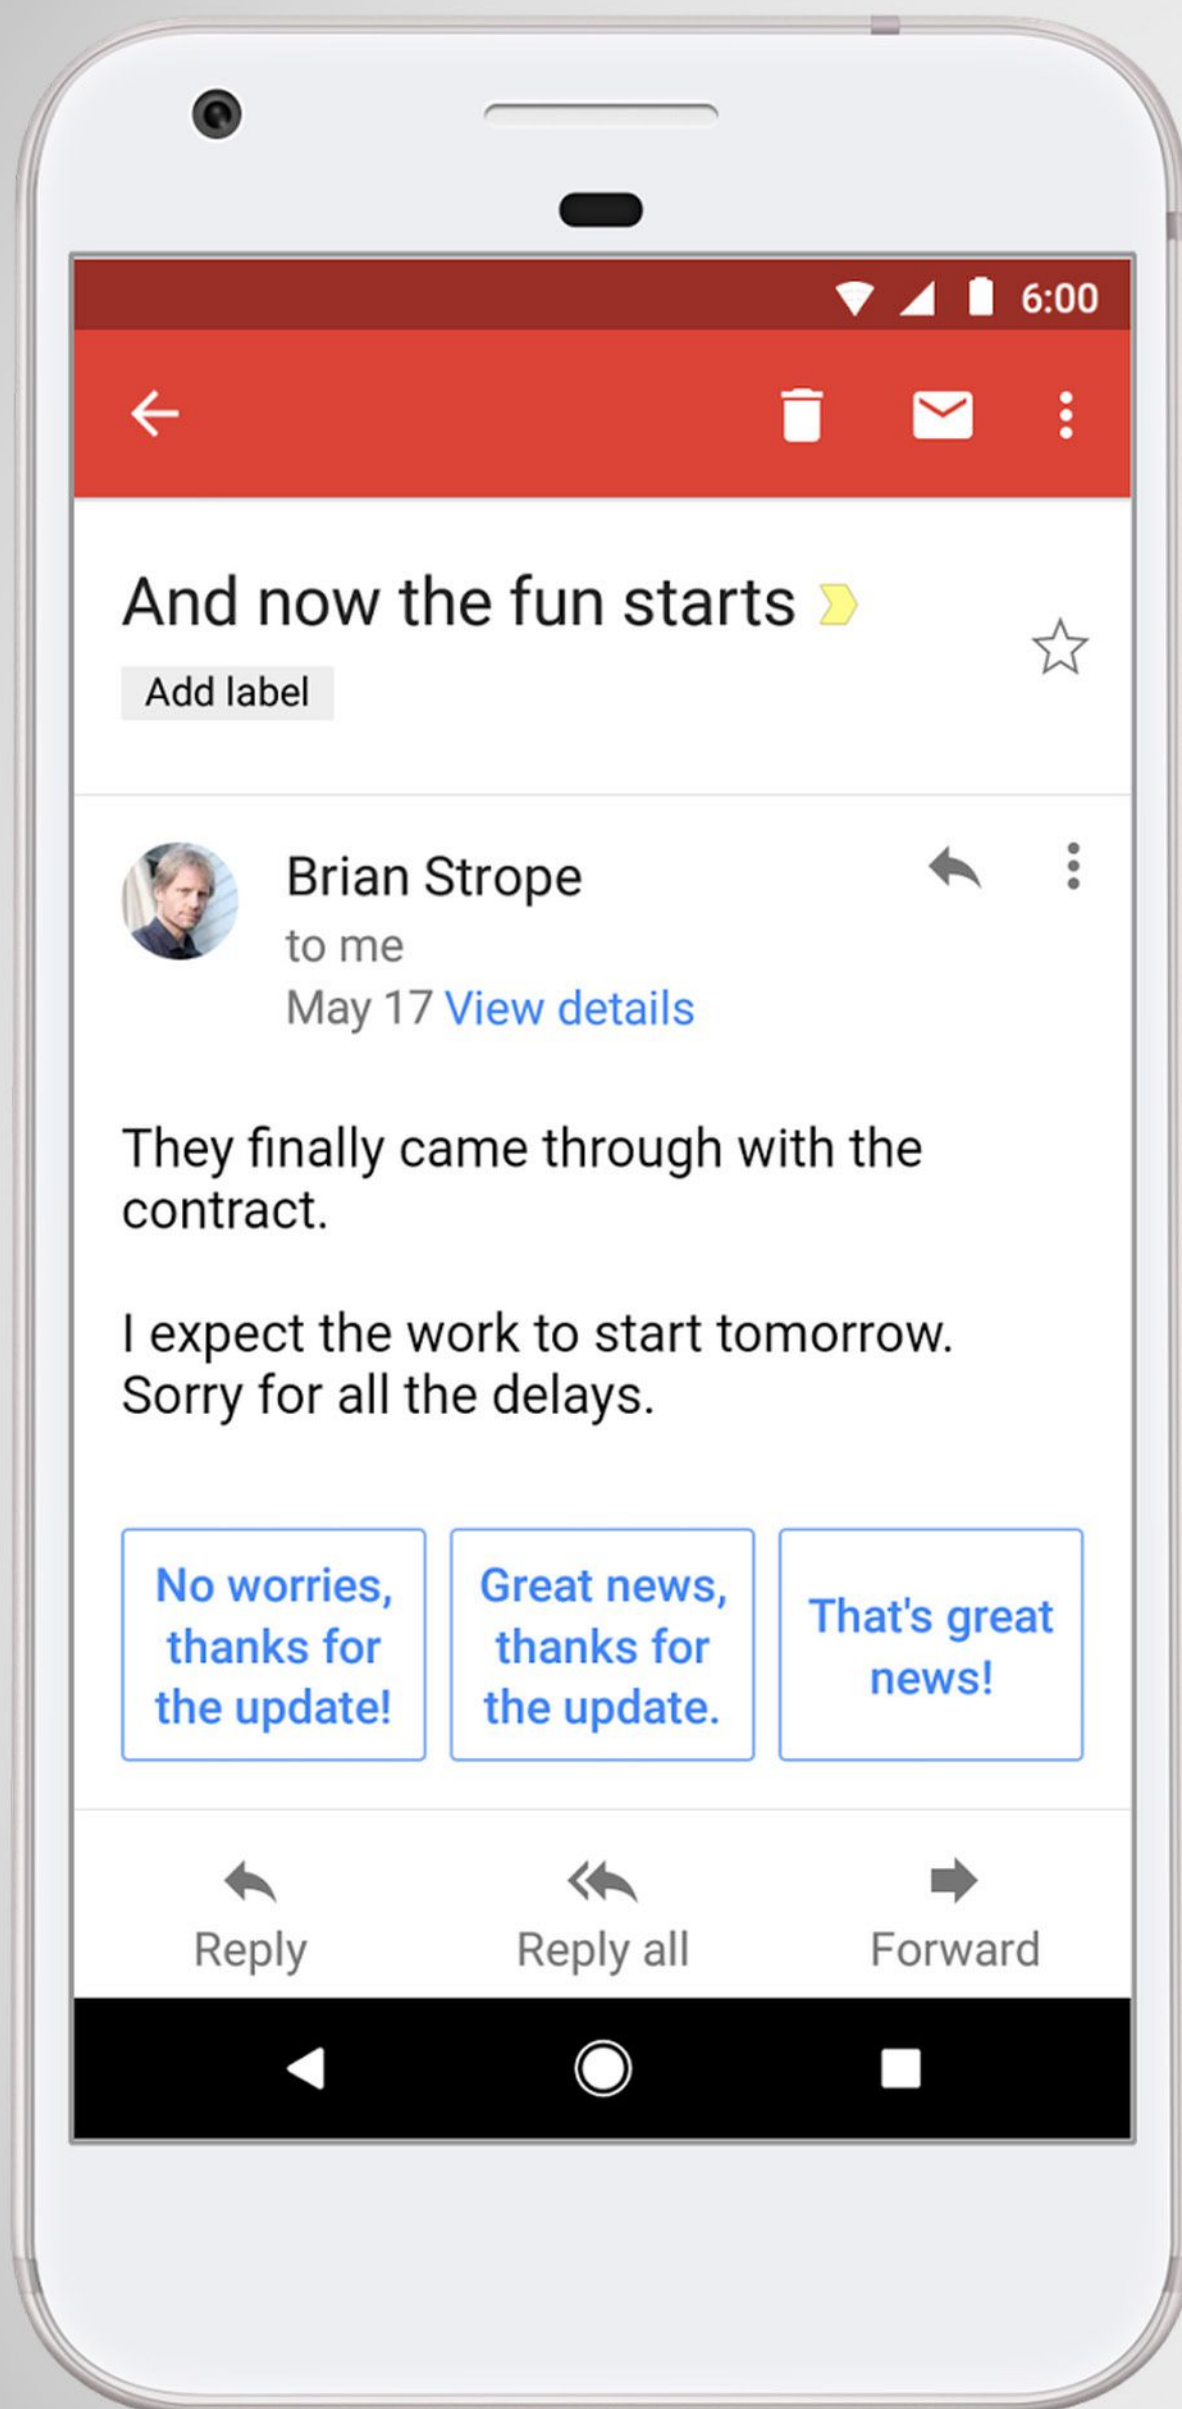 6:00
And now the fun starts
Add label
Brian Strope
to me
May 17 View details
They finally came through with the
contract.
I expect the work to start tomorrow.
Sorry for all the delays.
No worries,
thanks for
the update!
Great news,
thanks for
the update.
That's great
news!
Reply
Reply all
Forward